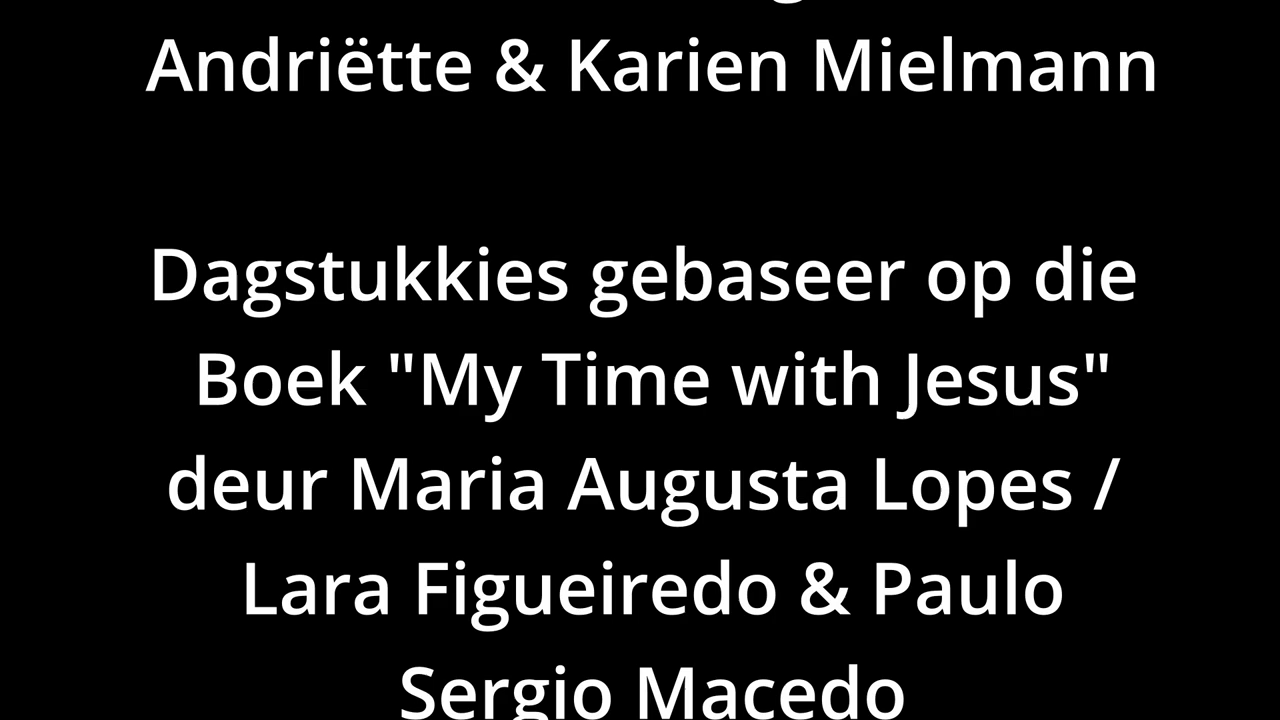 Andriëtte & Karien Mielmann
Dagstukkies gebaseer op die
Boek "My Time with Jesus"
deur Maria Augusta Lopes /
Lara Figueiredo & Paulo
Sergio Macedo